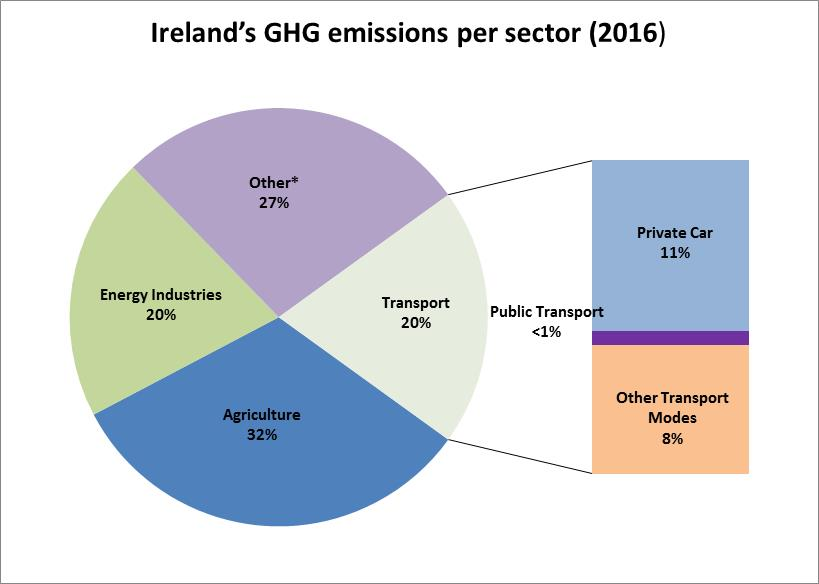 Ireland’s GHG emissions per sector (2016)
Other*
27%
Energy Industries
20%
Transport
20%
Agriculture
32%
Public Transport
<1%
Private Car
11%
Other Transport
Modes
8%